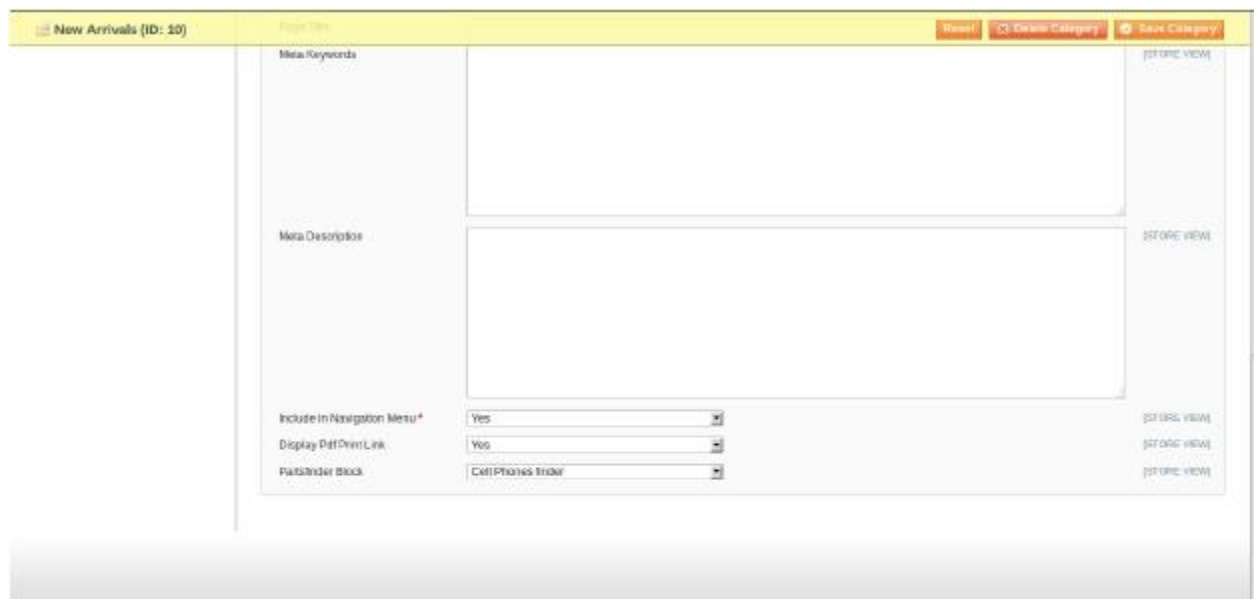 New Arrivals (ID: 10)
Page Title
Reset
Delete Category
Save Category
Meta Keywords
[STORE VIEW]
Meta Description
[STORE VIEW]
Include in Navigation Menu *
Yes
[STORE VIEW]
Display Pdf Print Link
Yes
[STORE VIEW]
Partsfinder Block
Cell Phones finder
[STORE VIEW]